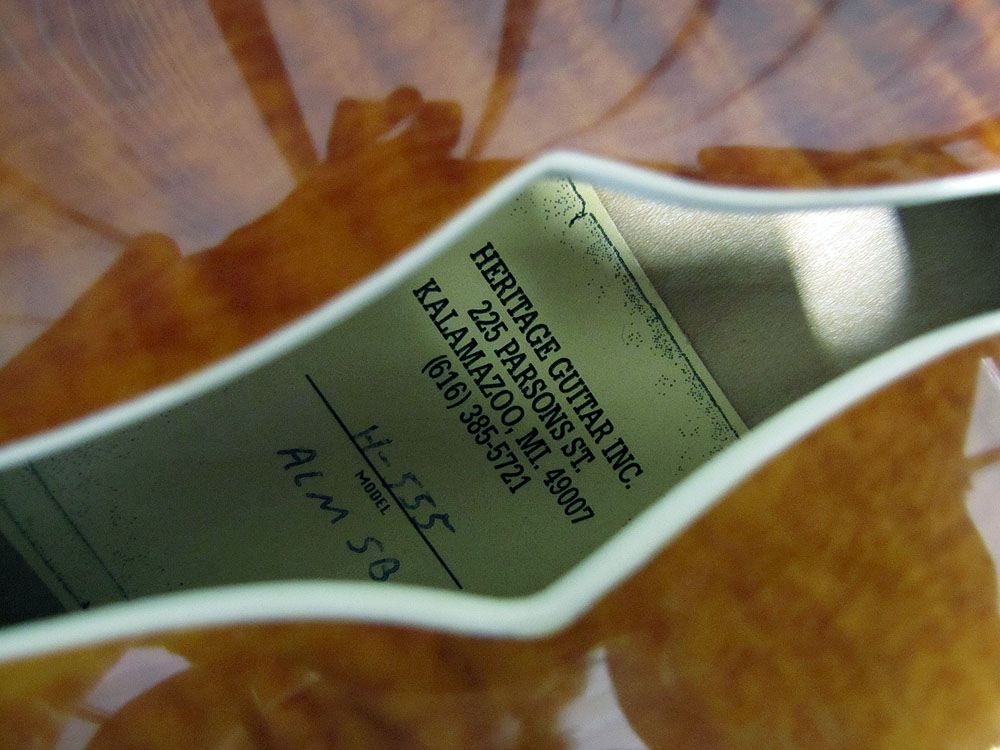 HERITAGE GUITAR INC.
225 PARSONS ST.
KALAMAZOO, MI. 49007
(616) 385-5721
H-555
MODEL
ALM SB